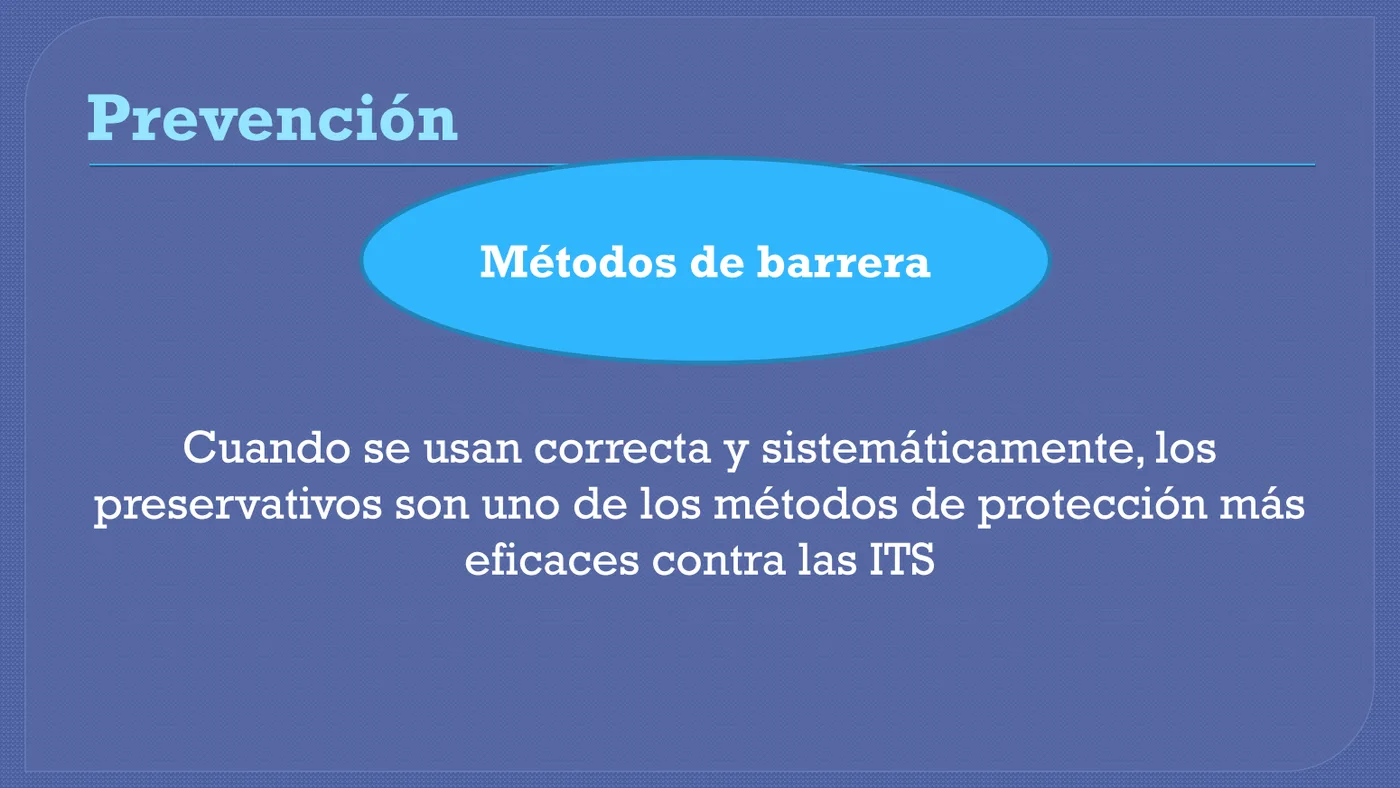 Prevención
Métodos de barrera
Cuando se usan correcta y sistemáticamente, los
preservativos son uno de los métodos de protección más
eficaces contra las ITS